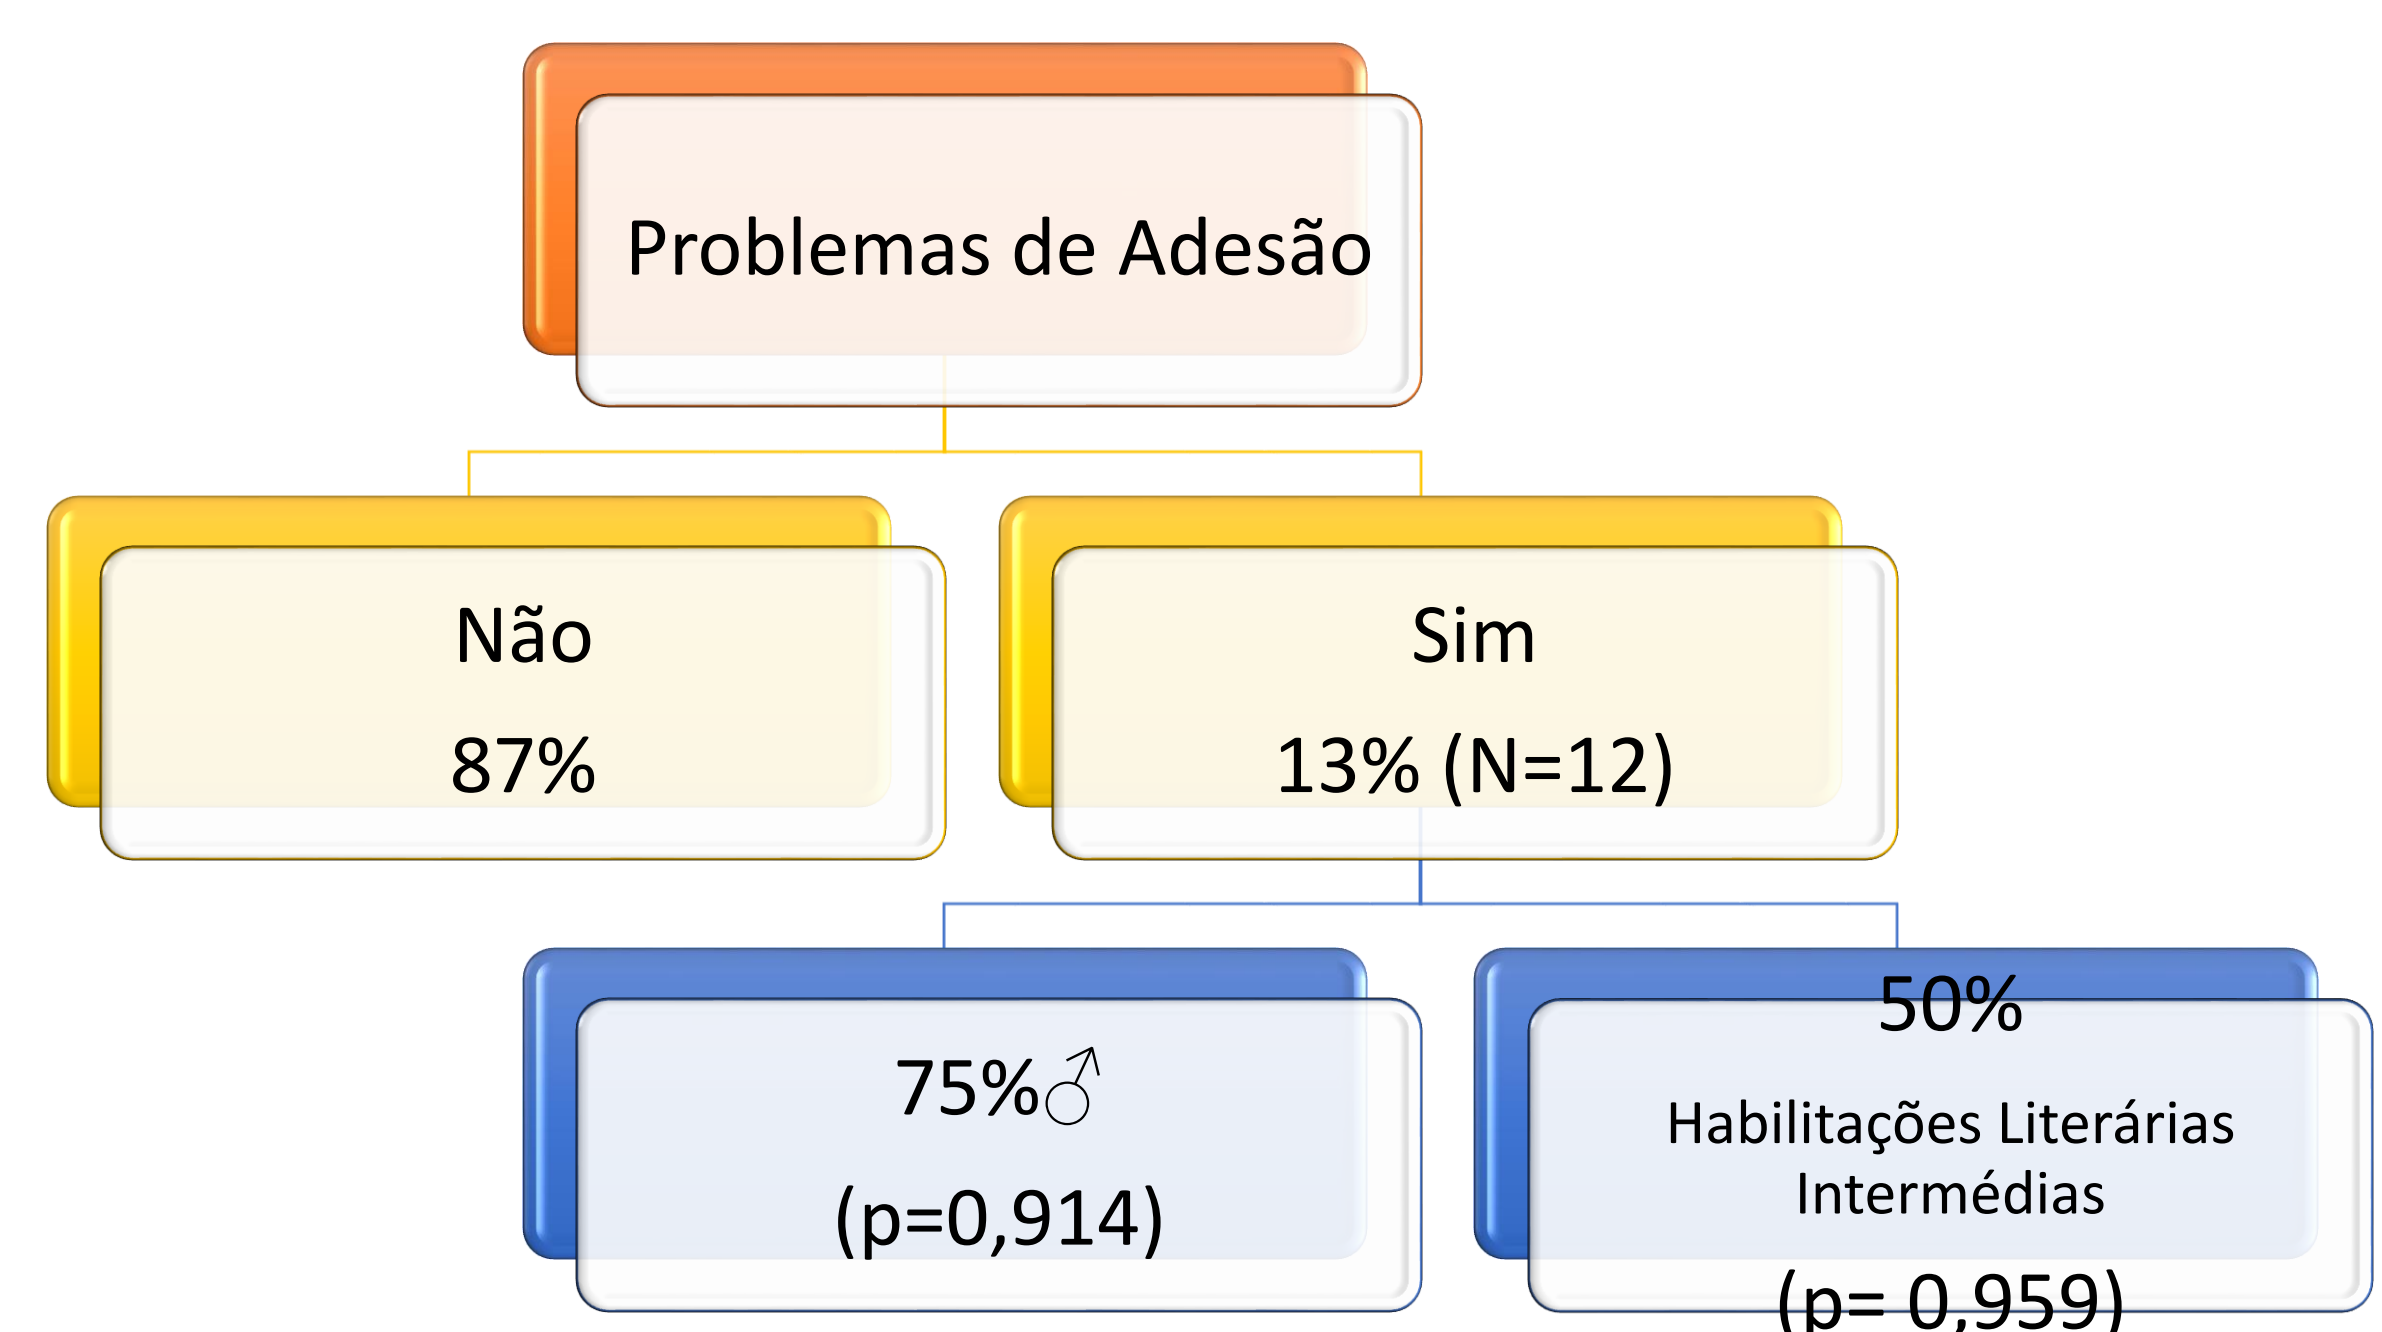 Problemas de Adesão
Não
87%
Sim
13% (N=12)
75%♂
(p=0,914)
50%
Habilitações Literárias
Intermédias
(p= 0,959)